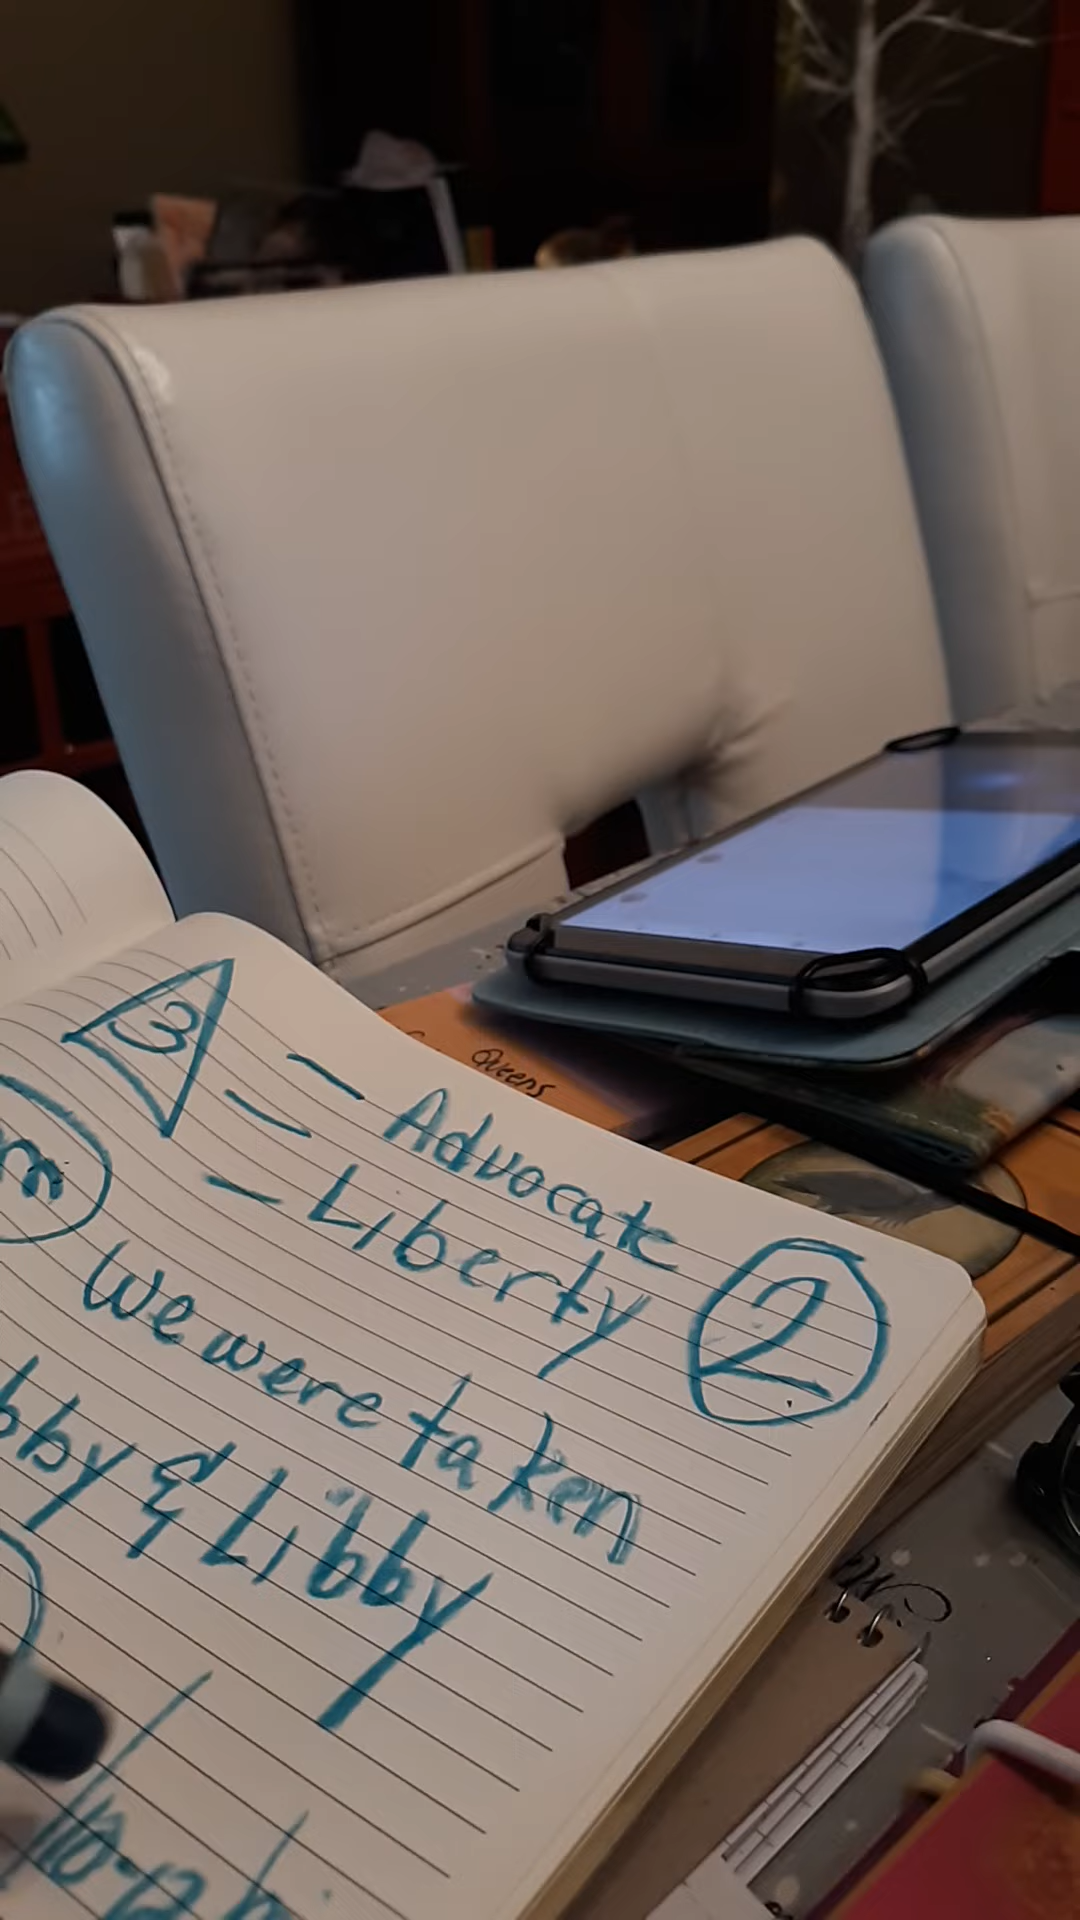 3
— Advocate
— Liberty
2
We were taken
bby & Libby
Queens